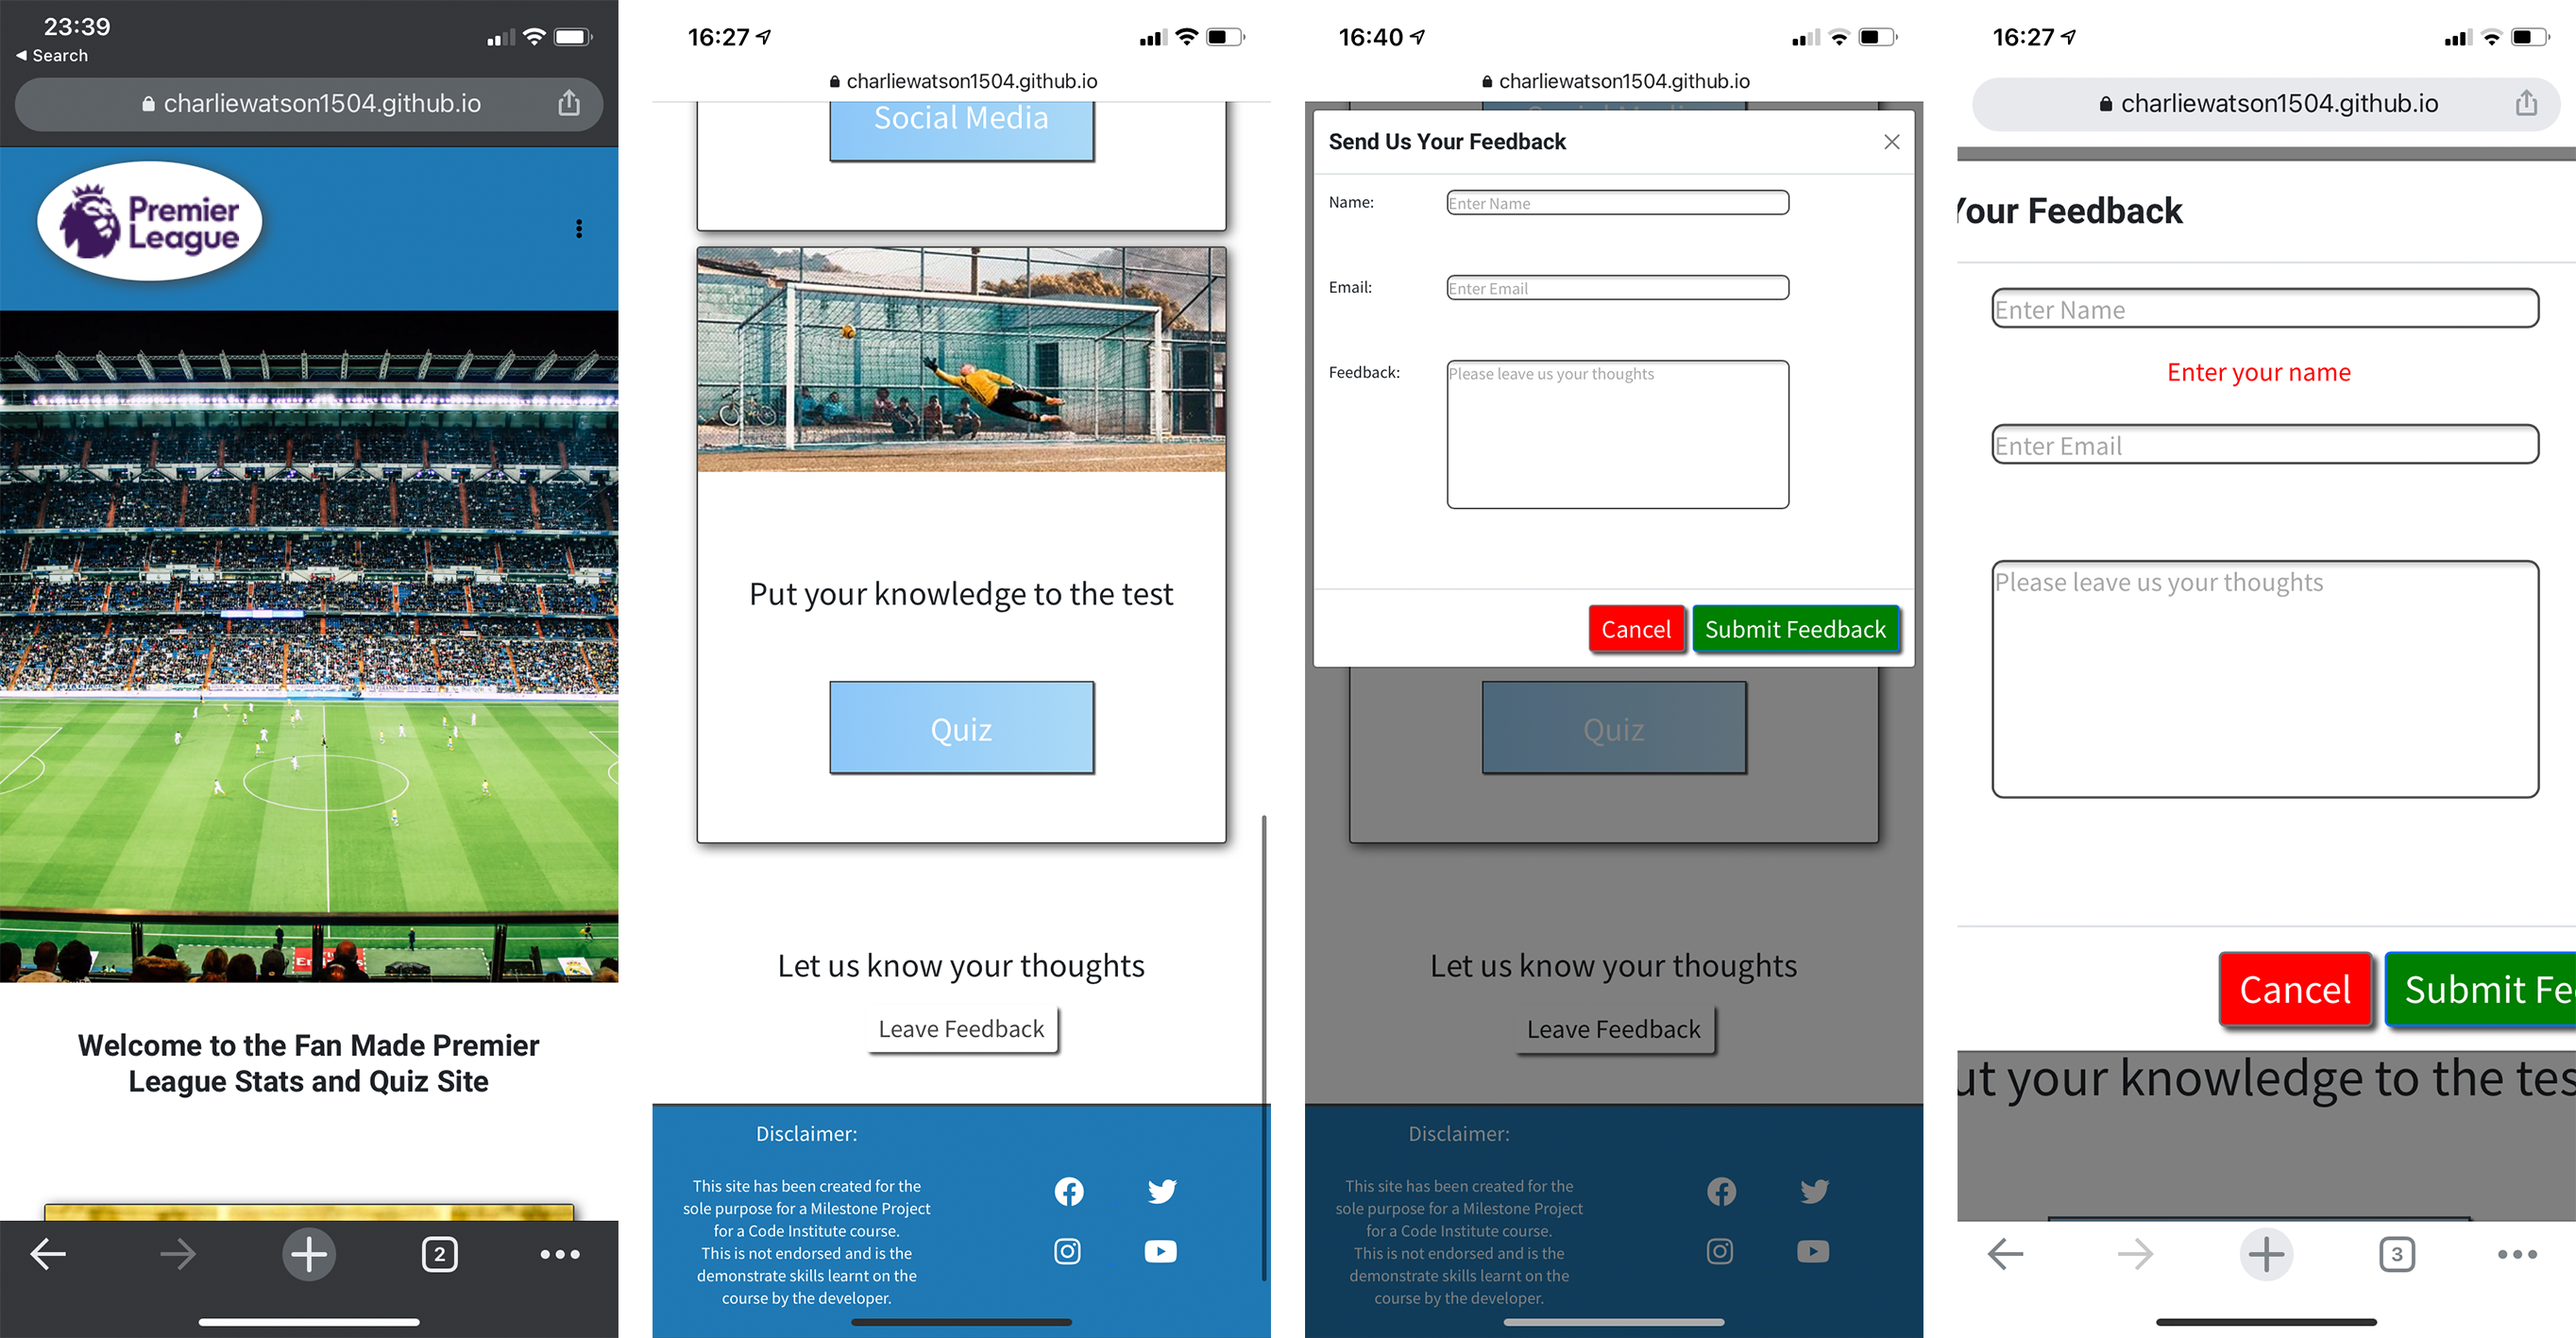 23:39
Search
charliewatson1504.github.io
Premier
League
Welcome to the Fan Made Premier
League Stats and Quiz Site
2
16:27
charliewatson1504.github.io
Social Media
Put your knowledge to the test
Quiz
Let us know your thoughts
Leave Feedback
Disclaimer:
This site has been created for the
sole purpose for a Milestone Project
for a Code Institute course.
This is not endorsed and is the
demonstrate skills learnt on the
course by the developer.
16:40
charliewatson1504.github.io
Send Us Your Feedback
Name:
Enter Name
Email:
Enter Email
Feedback:
Please leave us your thoughts
Cancel
Submit Feedback
Quiz
Let us know your thoughts
Leave Feedback
Disclaimer:
This site has been created for the
sole purpose for a Milestone Project
for a Code Institute course.
This is not endorsed and is the
demonstrate skills learnt on the
course by the developer.
16:27
charliewatson1504.github.io
Your Feedback
Enter Name
Enter your name
Enter Email
Please leave us your thoughts
Cancel
Submit Fee
ut your knowledge to the tes
3